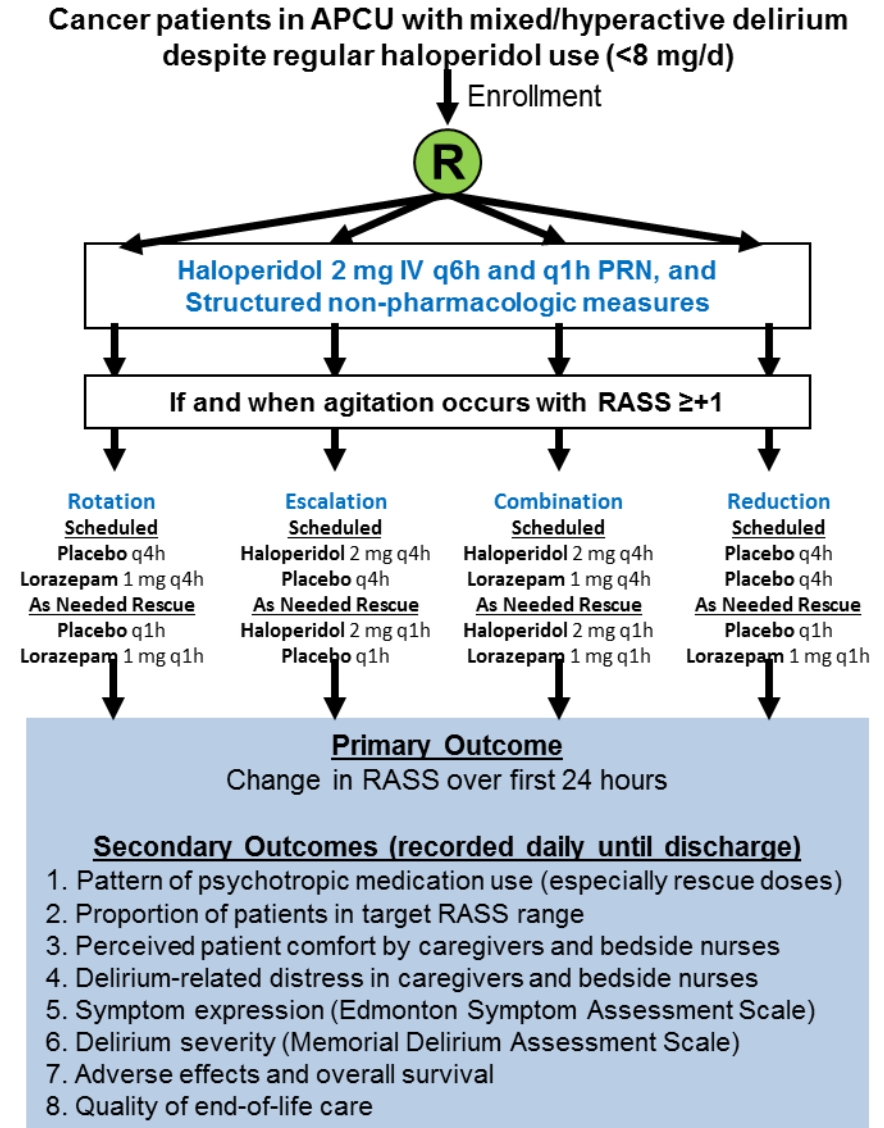 Cancer patients in APCU with mixed/hyperactive delirium
despite regular haloperidol use (<8 mg/d)
Enrollment
R
Haloperidol 2 mg IV q6h and q1h PRN, and
Structured non-pharmacologic measures
If and when agitation occurs with RASS ≥+1
Rotation
Scheduled
Placebo q4h
Lorazepam 1 mg q4h
As Needed Rescue
Placebo q1h
Lorazepam 1 mg q1h
Escalation
Scheduled
Haloperidol 2 mg q4h
Placebo q4h
As Needed Rescue
Haloperidol 2 mg q1h
Placebo q1h
Combination
Scheduled
Haloperidol 2 mg q4h
Lorazepam 1 mg q4h
As Needed Rescue
Haloperidol 2 mg q1h
Lorazepam 1 mg q1h
Reduction
Scheduled
Placebo q4h
Placebo q4h
As Needed Rescue
Placebo q1h
Lorazepam 1 mg q1h
Primary Outcome
Change in RASS over first 24 hours
Secondary Outcomes (recorded daily until discharge)
1. Pattern of psychotropic medication use (especially rescue doses)
2. Proportion of patients in target RASS range
3. Perceived patient comfort by caregivers and bedside nurses
4. Delirium-related distress in caregivers and bedside nurses
5. Symptom expression (Edmonton Symptom Assessment Scale)
6. Delirium severity (Memorial Delirium Assessment Scale)
7. Adverse effects and overall survival
8. Quality of end-of-life care